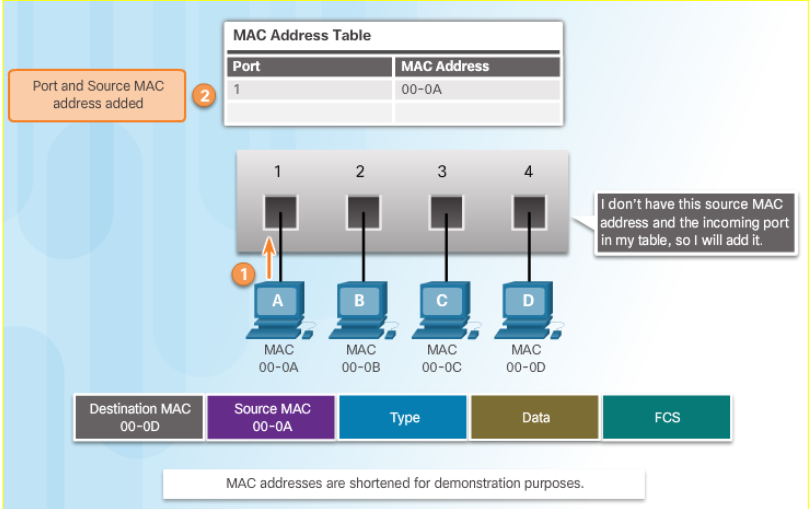 MAC Address Table
Port MAC Address
1 00-0A
Port and Source MAC
address added
2
1 2 3 4
I don't have this source MAC
address and the incoming port
in my table, so I will add it.
1
A B C D
MAC MAC MAC MAC
00-0A 00-0B 00-0C 00-0D
Destination MAC
00-0D
Source MAC
00-0A
Type
Data
FCS
MAC addresses are shortened for demonstration purposes.